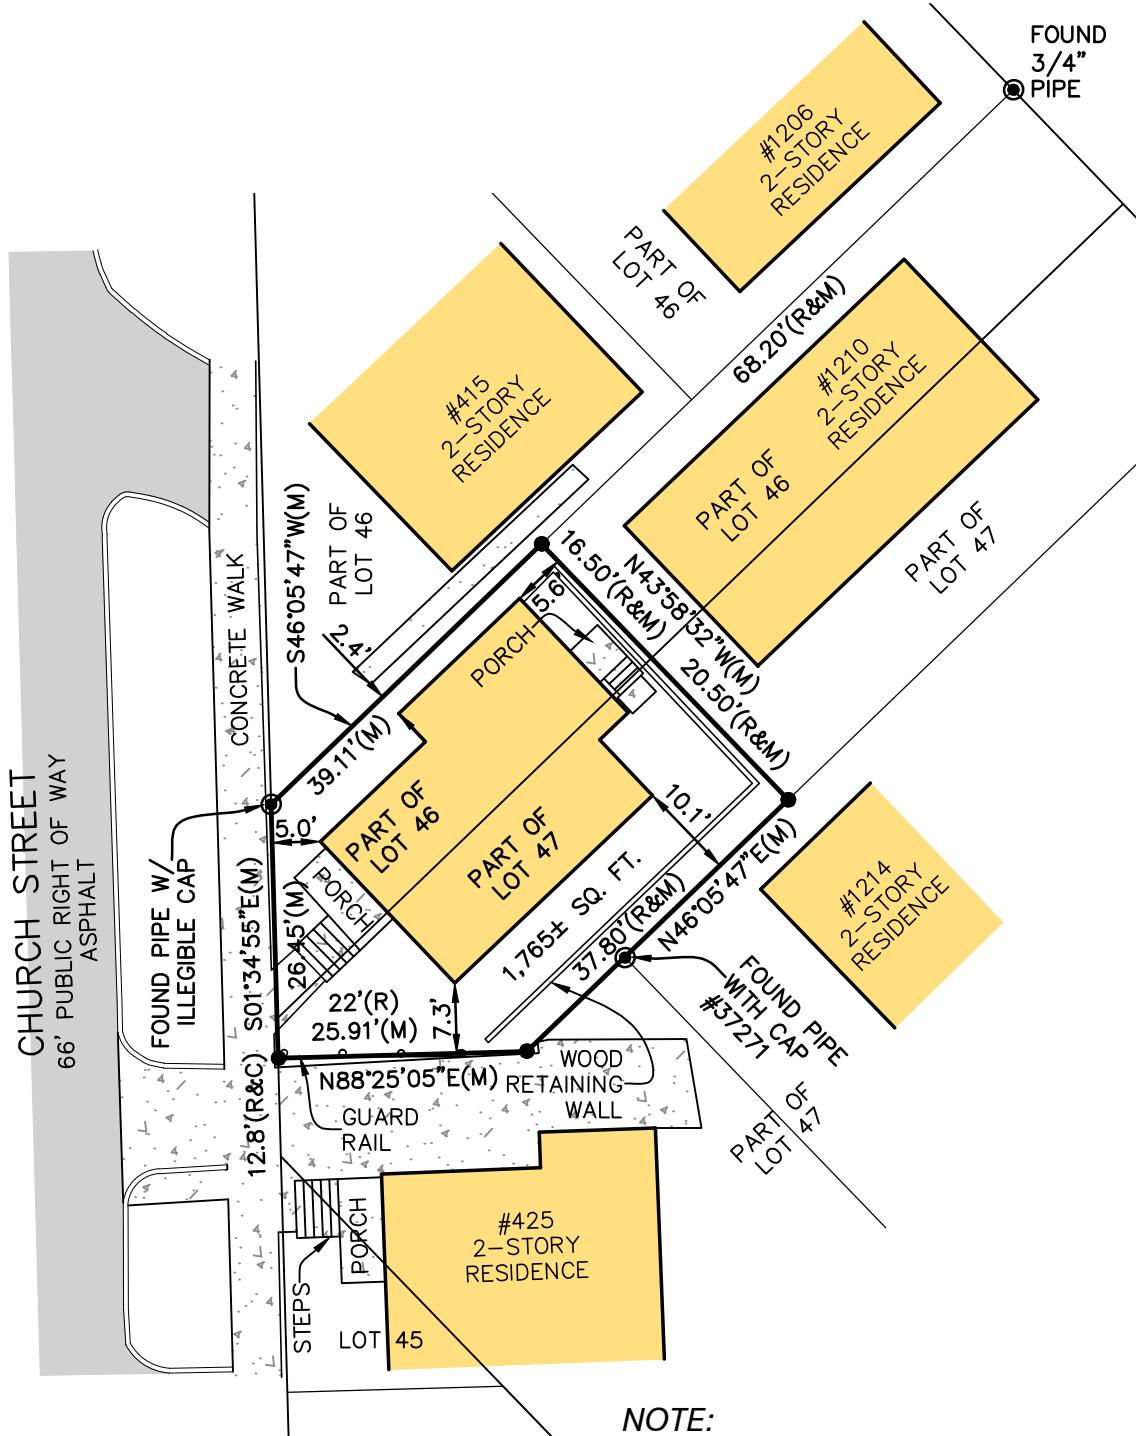 FOUND
3/4"
PIPE
#1206
2-STORY
RESIDENCE
PART OF
LOT 46
68.20'(R&M)
#415
2-STORY
RESIDENCE
#1210
2-STORY
RESIDENCE
PART OF
LOT 46
PART OF
LOT 47
S46°05'47"W(M)
PART OF
LOT 46
CONCRETE WALK
16.50'(R&M)
N43°58'32"W(M)
20.50'(R&M)
5.6'
PORCH
2.4'
39.11'(M)
5.0'
PART OF
LOT 46
PART OF
LOT 47
10.1'
CHURCH STREET
66' PUBLIC RIGHT OF WAY
ASPHALT
FOUND PIPE W/
ILLEGIBLE CAP
S01°34'55"E(M)
26.45'(M)
PORCH
1,765± SQ. FT.
37.80'(R&M)
N46°05'47"E(M)
#1214
2-STORY
RESIDENCE
FOUND PIPE
WITH CAP
#37271
22'(R)
25.91'(M)
7.3'
N88°25'05"E(M)
WOOD
RETAINING
WALL
GUARD
RAIL
12.8'(R&C)
PART OF
LOT 47
PORCH
STEPS
#425
2-STORY
RESIDENCE
LOT 45
NOTE: